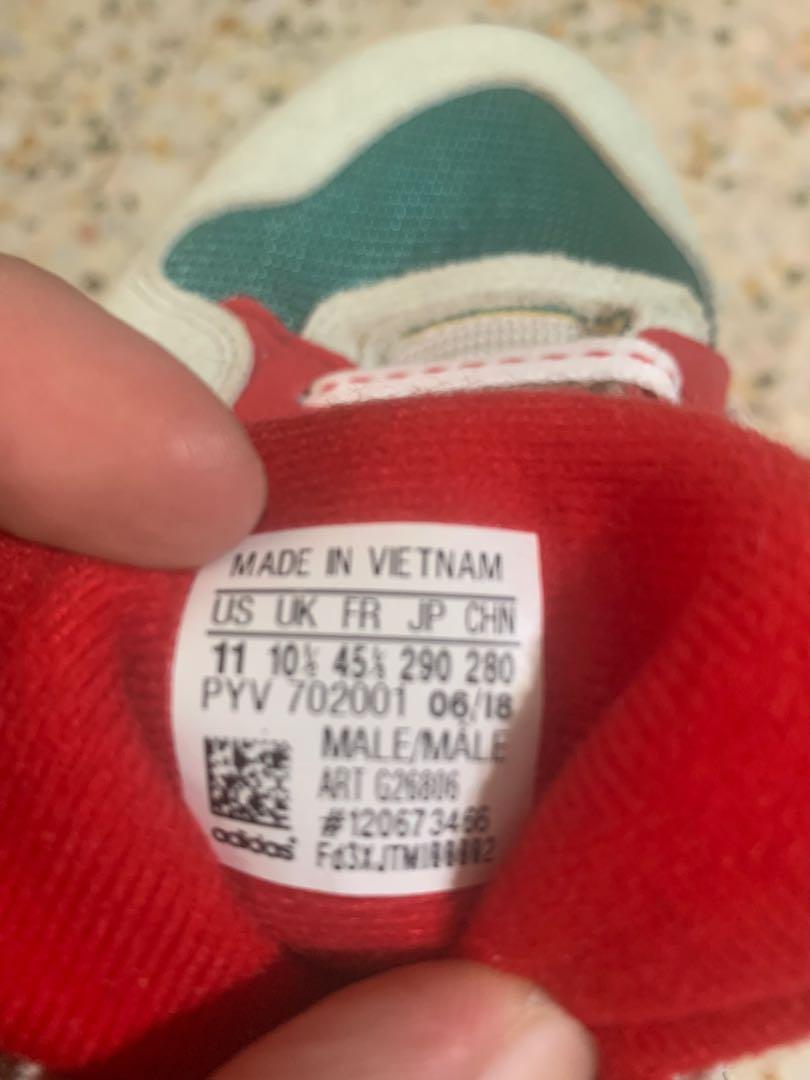 MADE IN VIETNAM
US UK FR JP CHN
11 10½ 45⅓ 290 280
PYV 702001 06/18
MALE/MÂLE
ART G26806
#120673466
adidas.